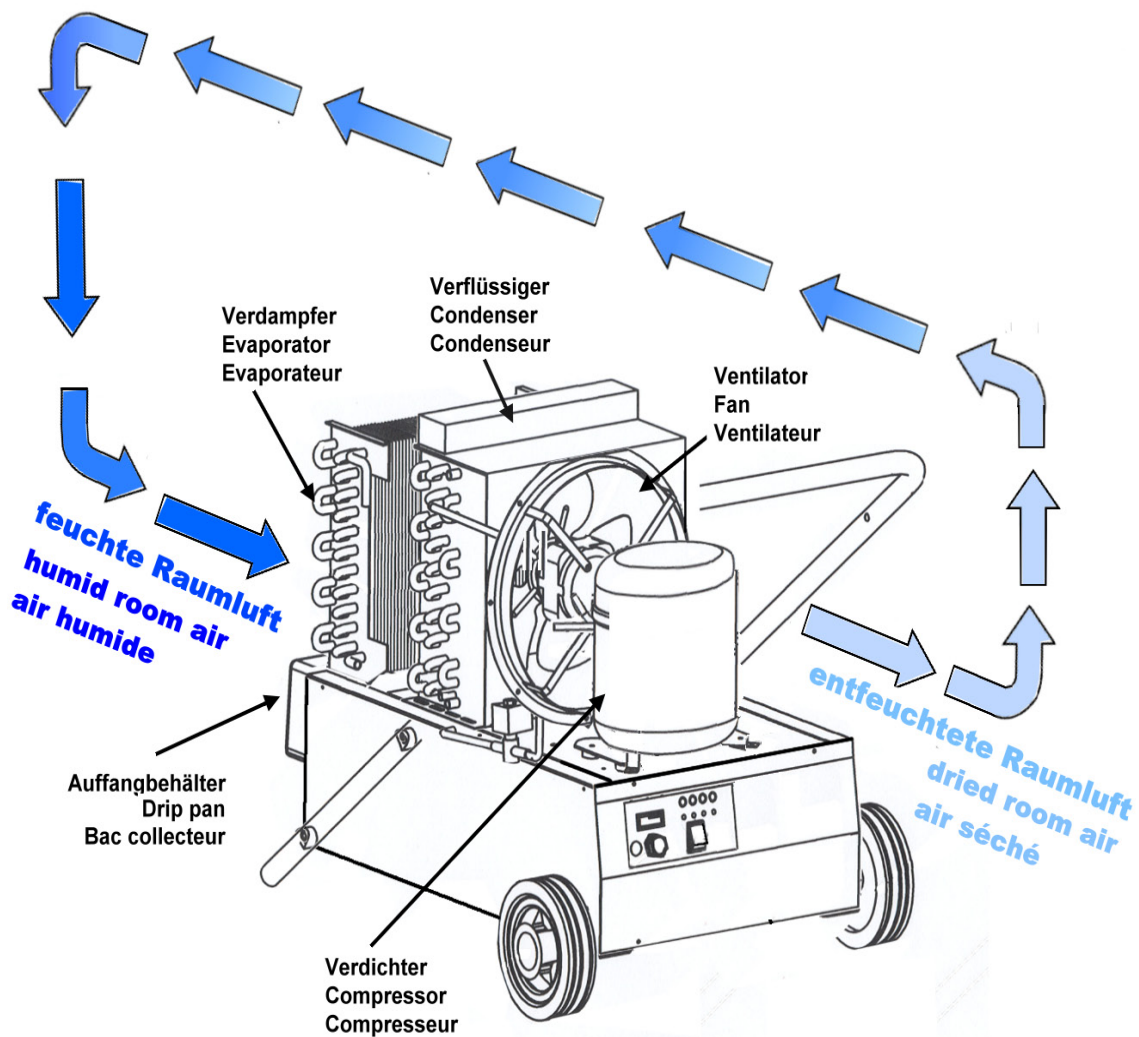 Verflüssiger
Condenser
Condenseur
Verdampfer
Evaporator
Evaporateur
Ventilator
Fan
Ventilateur
feuchte Raumluft
humid room air
air humide
entfeuchtete Raumluft
dried room air
air séché
Auffangbehälter
Drip pan
Bac collecteur
Verdichter
Compressor
Compresseur